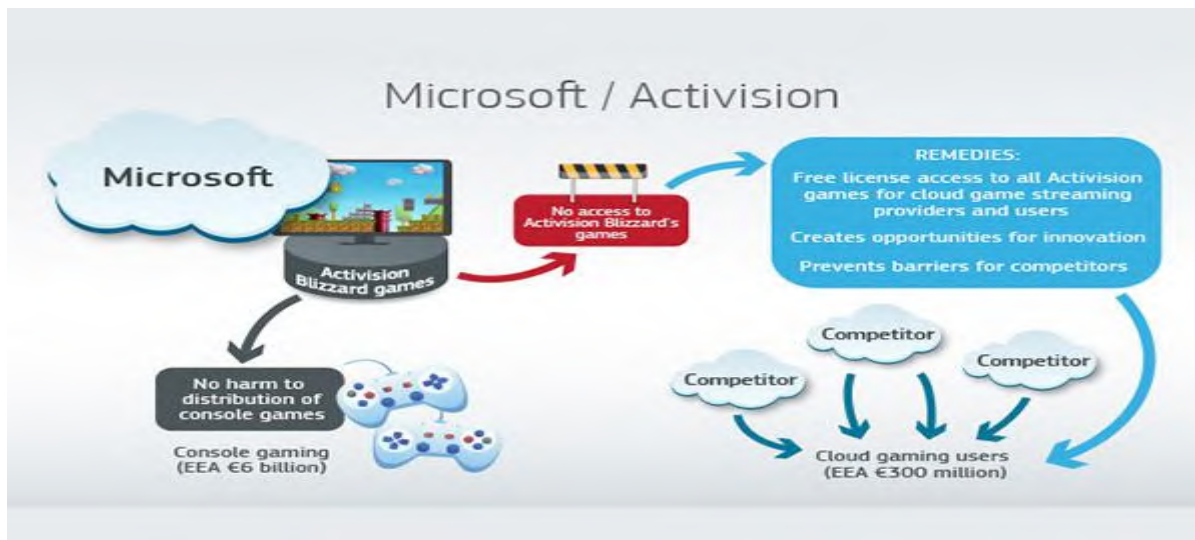 Microsoft / Activision
Microsoft
Activision
Blizzard games
No access to
Activision Blizzard's
games
REMEDIES:
Free license access to all Activision
games for cloud game streaming
providers and users
Creates opportunities for innovation
Prevents barriers for competitors
No harm to
distribution of
console games
Console gaming
(EEA €6 billion)
Competitor
Competitor
Competitor
Cloud gaming users
(EEA €300 million)